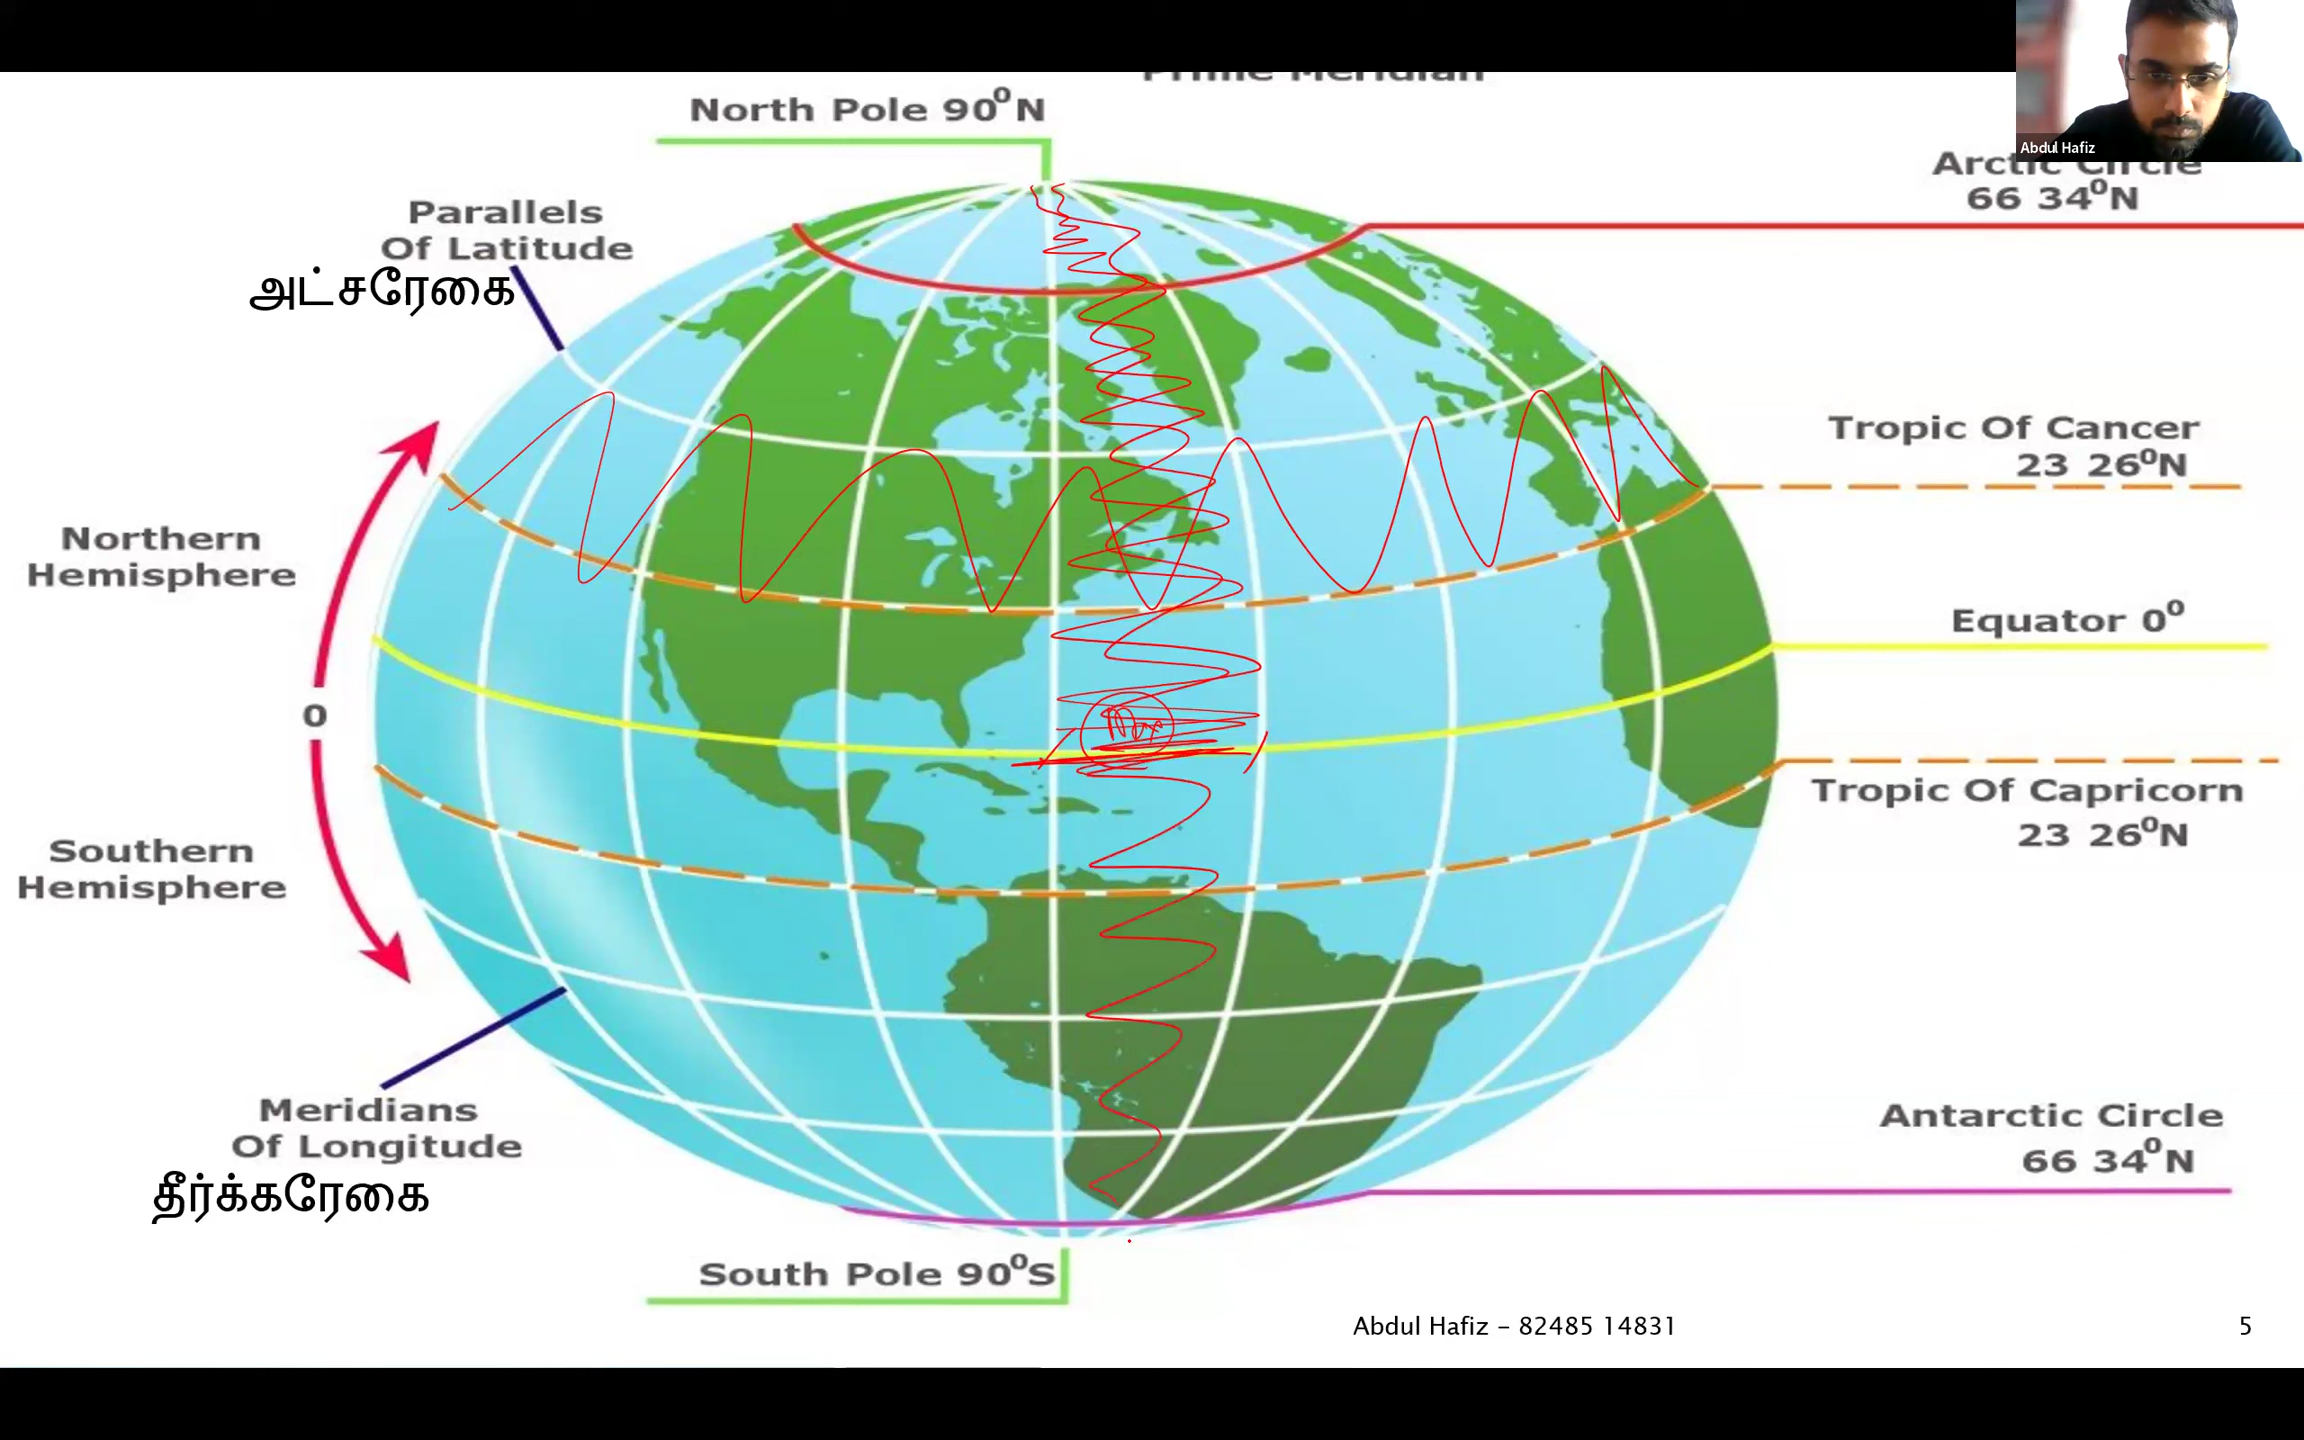 Prime Meridian
North Pole 90⁰N
Abdul Hafiz
Arctic Circle
66 34⁰N
Parallels
Of Latitude
அட்சரேகை
Tropic Of Cancer
23 26⁰N
Northern
Hemisphere
Equator 0⁰
0
Max
Tropic Of Capricorn
23 26⁰N
Southern
Hemisphere
Meridians
Of Longitude
தீர்க்கரேகை
Antarctic Circle
66 34⁰N
South Pole 90⁰S
Abdul Hafiz – 82485 14831
5